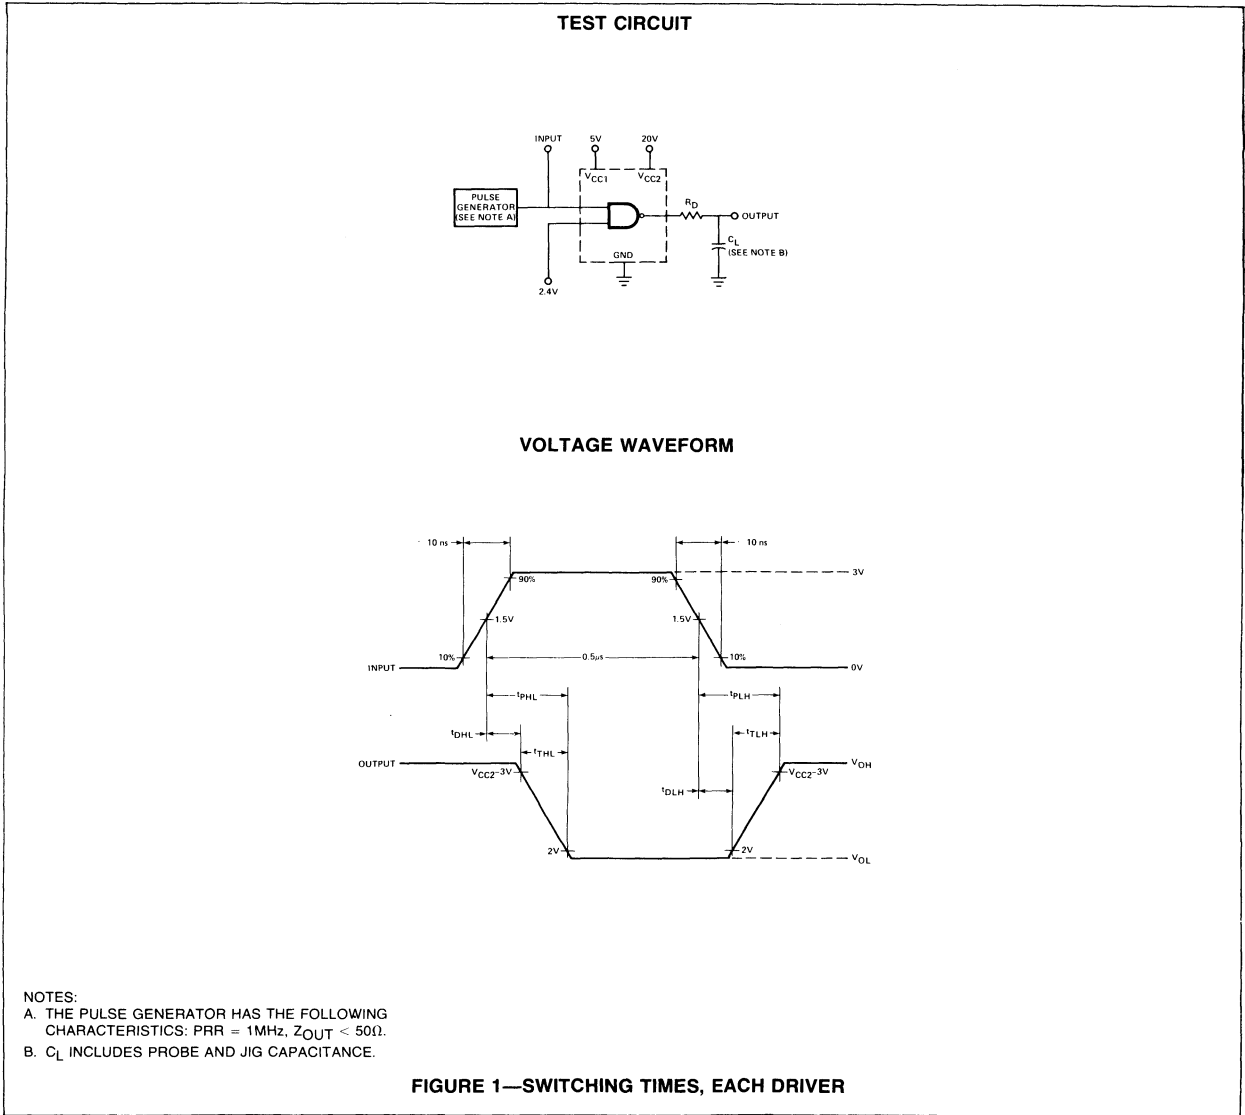 TEST CIRCUIT
INPUT 5V 20V
VCC1 VCC2
PULSE
GENERATOR
(SEE NOTE A)
RD
OUTPUT
CL
(SEE NOTE B)
GND
2.4V
VOLTAGE WAVEFORM
10 ns 10 ns
90% 90% 3V
1.5V 1.5V
10% 0.5µs 10%
INPUT 0V
tPHL tPLH
tDHL tTHL tTLH
OUTPUT VCC2-3V VCC2-3V VOH
tDLH
2V 2V VOL
NOTES:
A. THE PULSE GENERATOR HAS THE FOLLOWING
CHARACTERISTICS: PRR = 1MHz, ZOUT < 50Ω.
B. CL INCLUDES PROBE AND JIG CAPACITANCE.
FIGURE 1—SWITCHING TIMES, EACH DRIVER